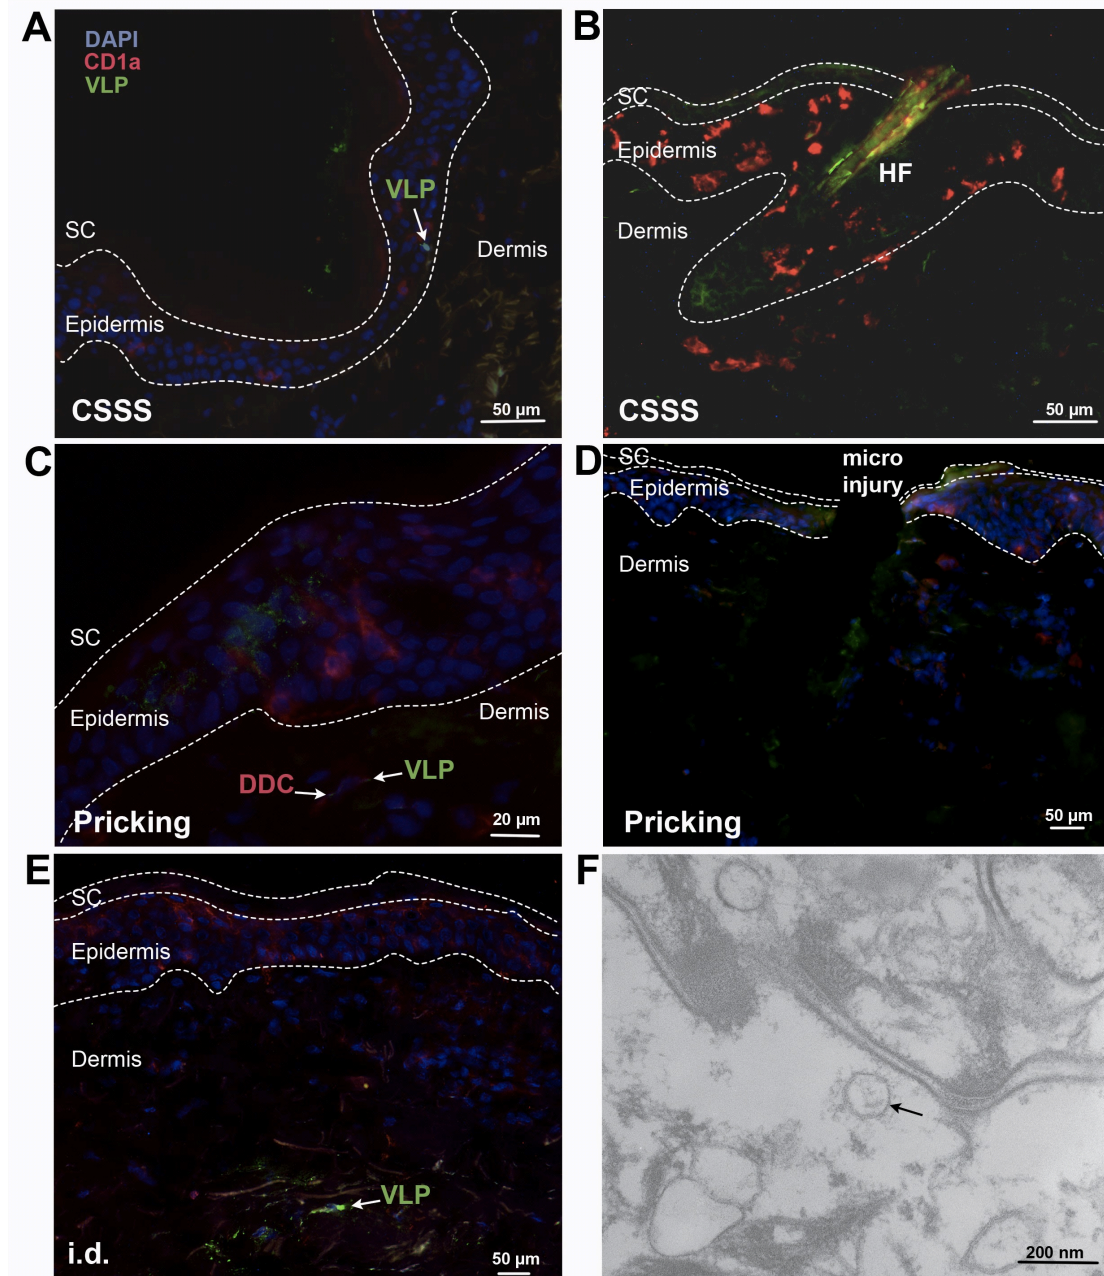 A
DAPI
CD1a
VLP
VLP
SC
Dermis
Epidermis
CSSS
50 µm
B
SC
Epidermis
HF
Dermis
CSSS
50 µm
C
SC
Epidermis
Dermis
DDC
VLP
Pricking
20 µm
D
SC
micro
injury
Epidermis
Dermis
Pricking
50 µm
E
SC
Epidermis
Dermis
VLP
i.d.
50 µm
F
200 nm